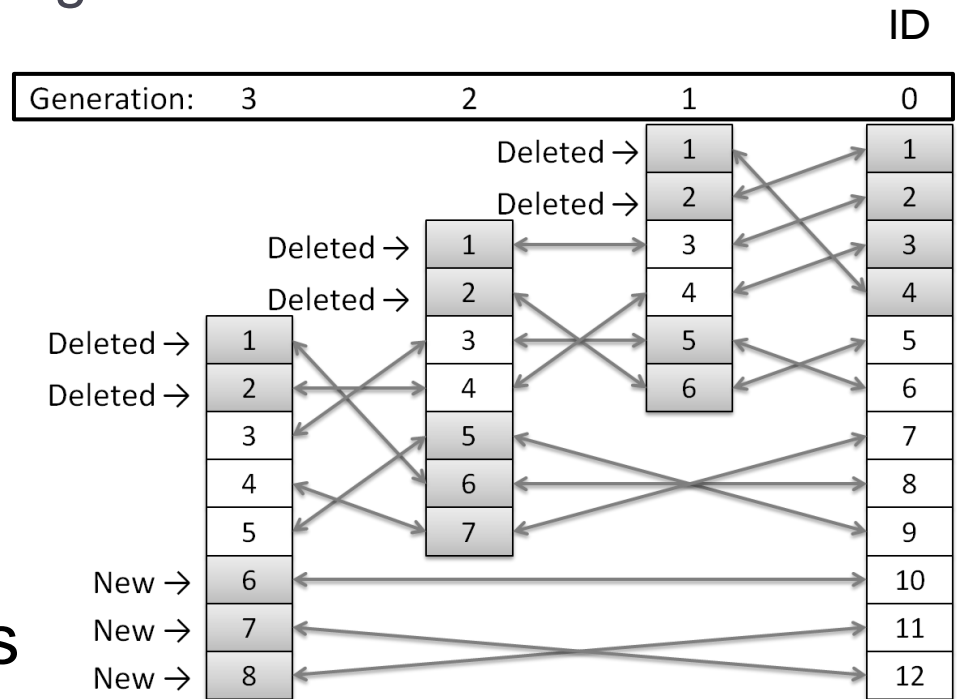 g
ID
Generation: 3 2 1 0
Deleted → 1 1
Deleted → 2 2
Deleted → 1 3 3
Deleted → 2 4 4
Deleted → 1 3 5 5
Deleted → 2 4 6 6
3 5 7
4 6 8
5 7 9
New → 6 10
New → 7 11
s New → 8 12